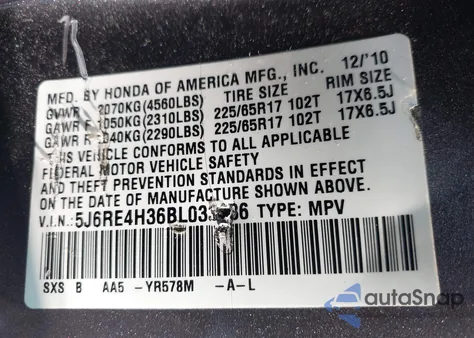 MFD. BY HONDA OF AMERICA MFG., INC. 12/'10
GVWR 2070KG(4560LBS) TIRE SIZE RIM SIZE
GAWR F 1050KG(2310LBS) 225/65R17 102T 17X6.5J
GAWR R 1040KG(2290LBS) 225/65R17 102T 17X6.5J
THIS VEHICLE CONFORMS TO ALL APPLICABLE
FEDERAL MOTOR VEHICLE SAFETY
AND THEFT PREVENTION STANDARDS IN EFFECT
ON THE DATE OF MANUFACTURE SHOWN ABOVE.
V.I.N.: TYPE: MPV
SXS B AA5 -YR578M -A-L
autoSnap